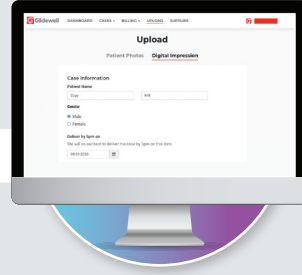 Glidewell DASHBOARD CASES BILLING UPLOAD SUPPLIES
Upload
Patient Photos Digital Impression
Case Information
Patient Name
Gender
Male
Female
Deliver by 5pm on
We will do our best to deliver the case by 5pm on this date.